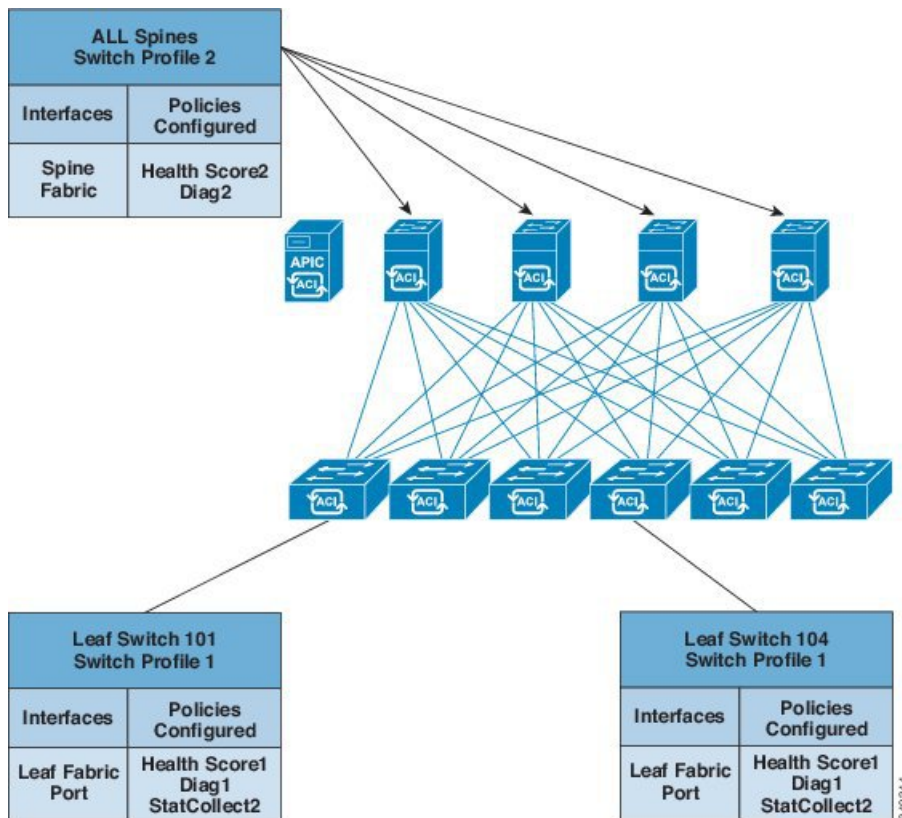 ALL Spines
Switch Profile 2
Interfaces
Policies
Configured
Spine
Fabric
Health Score2
Diag2
APIC
ACI
ACI
ACI
ACI
ACI
ACI
ACI
ACI
ACI
ACI
ACI
Leaf Switch 101
Switch Profile 1
Interfaces
Policies
Configured
Leaf Fabric
Port
Health Score1
Diag1
StatCollect2
Leaf Switch 104
Switch Profile 1
Interfaces
Policies
Configured
Leaf Fabric
Port
Health Score1
Diag1
StatCollect2